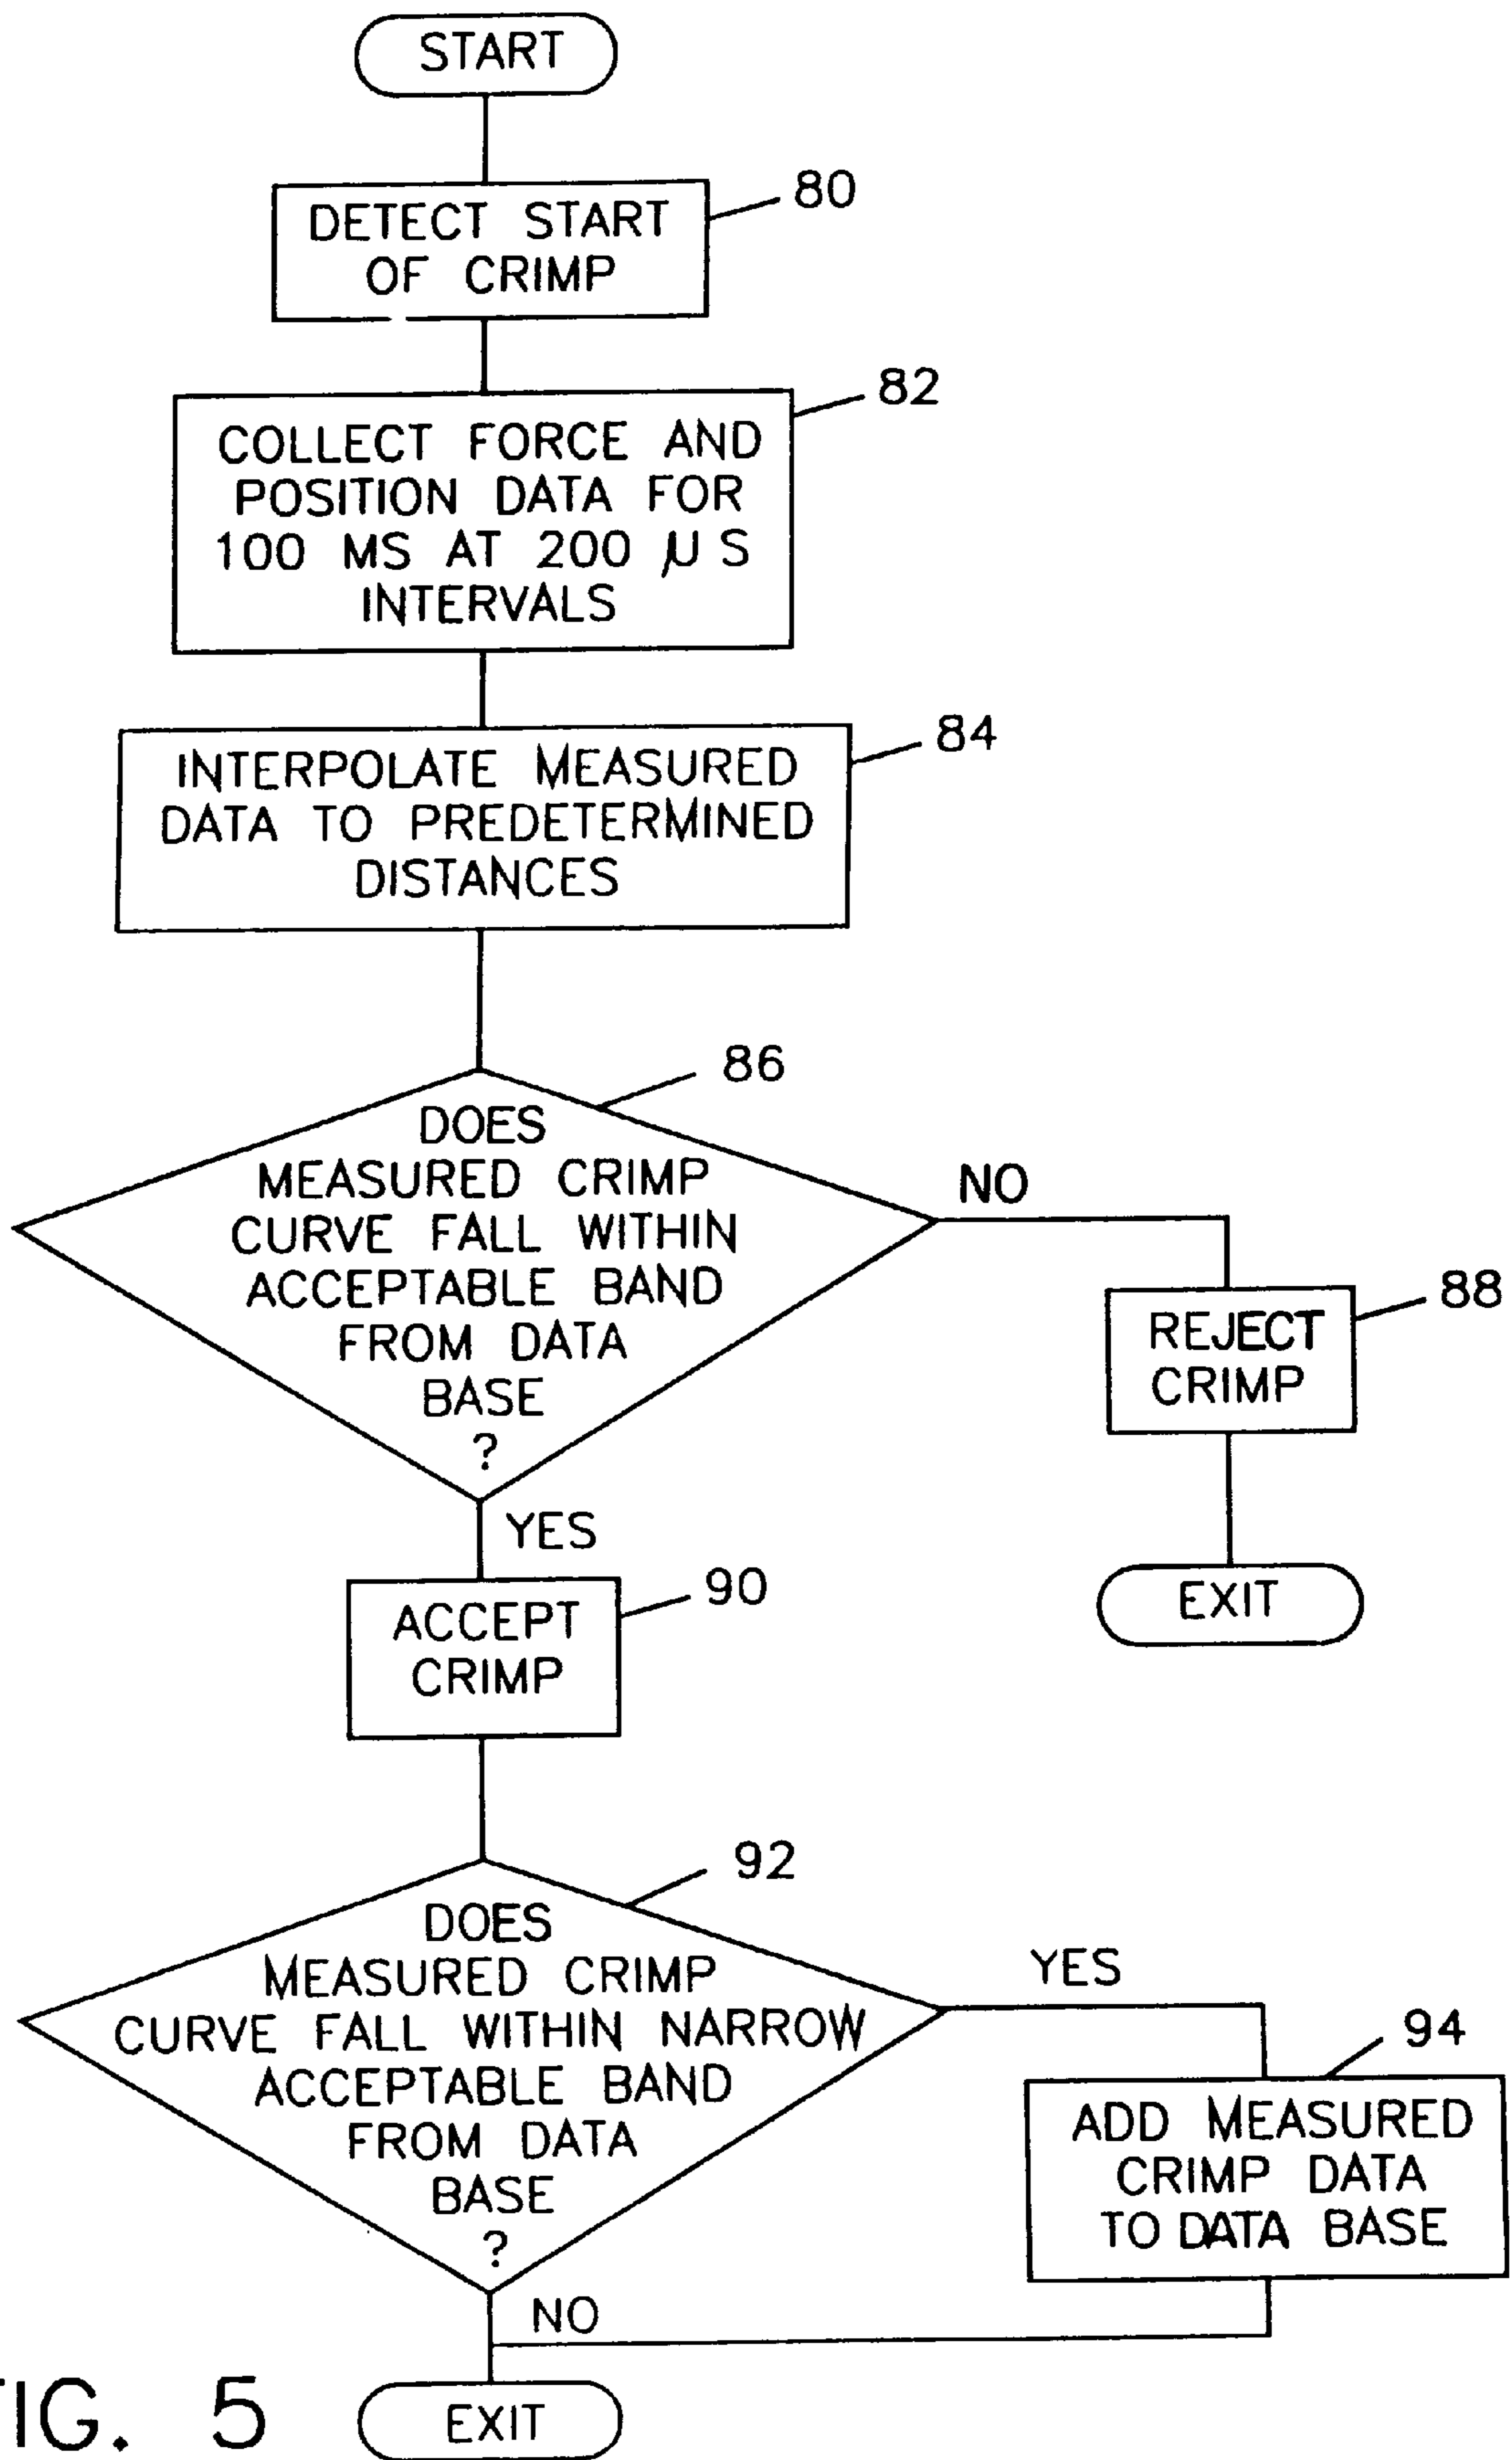 START
80
DETECT START
OF CRIMP
82
COLLECT FORCE AND
POSITION DATA FOR
100 MS AT 200 µS
INTERVALS
84
INTERPOLATE MEASURED
DATA TO PREDETERMINED
DISTANCES
86
DOES
MEASURED CRIMP
CURVE FALL WITHIN
ACCEPTABLE BAND
FROM DATA
BASE
?
NO
88
REJECT
CRIMP
EXIT
YES
90
ACCEPT
CRIMP
92
DOES
MEASURED CRIMP
CURVE FALL WITHIN NARROW
ACCEPTABLE BAND
FROM DATA
BASE
?
YES
94
ADD MEASURED
CRIMP DATA
TO DATA BASE
NO
EXIT
FIG. 5